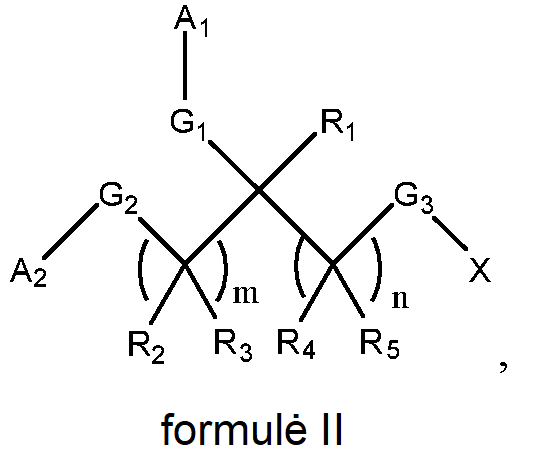 A₁
G₁ R₁
G₂ G₃
A₂ ( )m ( )n X
R₂ R₃ R₄ R₅ ,
formulė II